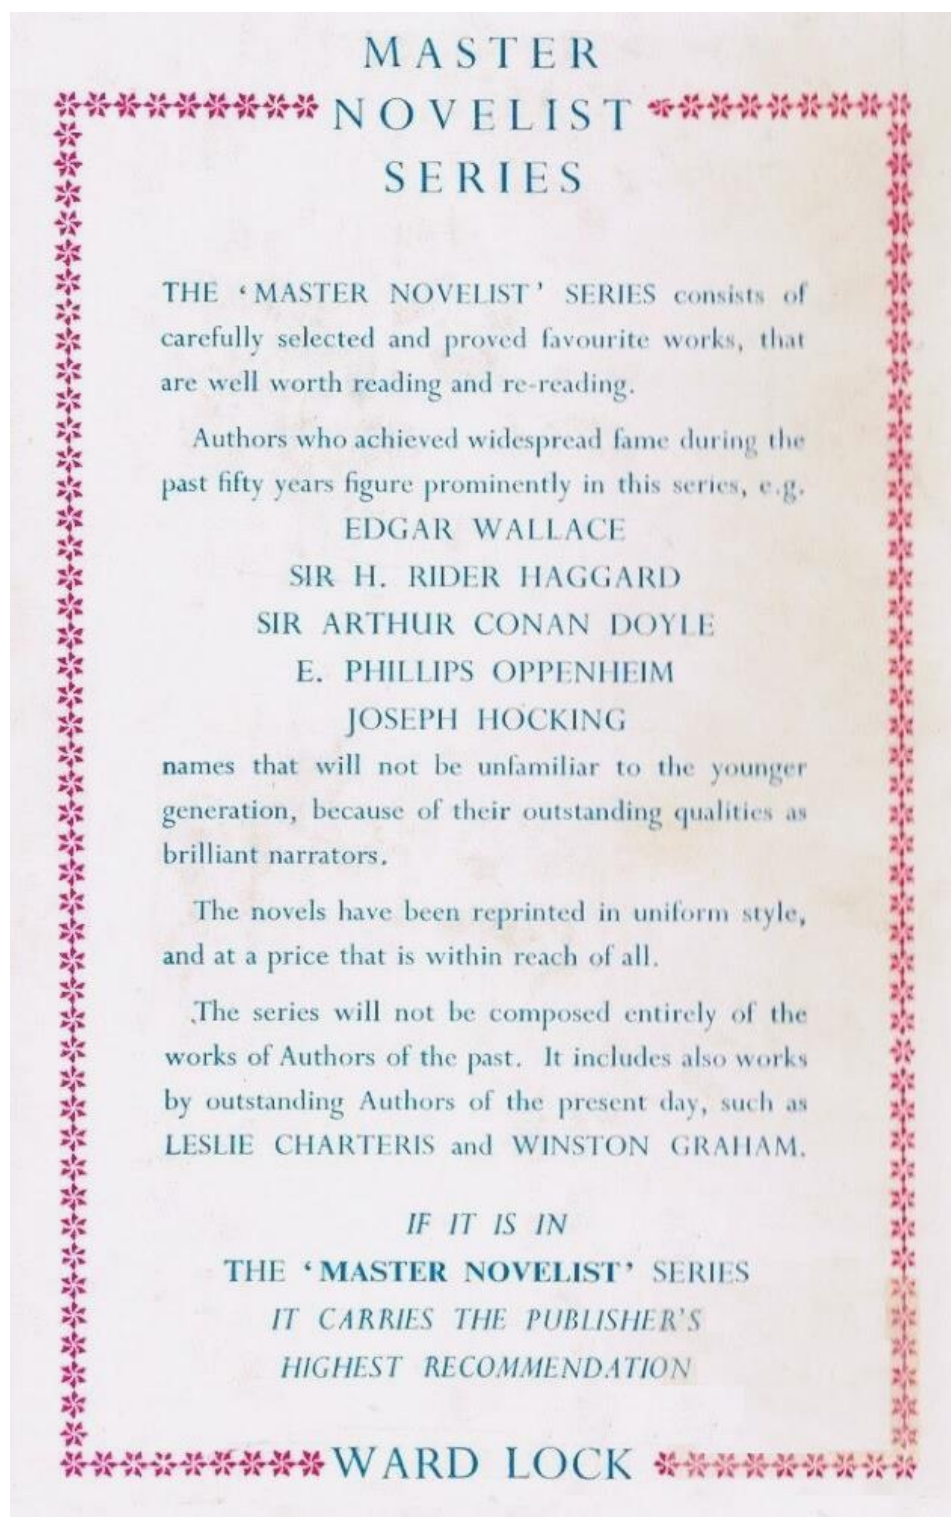 MASTER
NOVELIST
SERIES
THE ‘MASTER NOVELIST’ SERIES consists of
carefully selected and proved favourite works, that
are well worth reading and re-reading.
Authors who achieved widespread fame during the
past fifty years figure prominently in this series, e.g.
EDGAR WALLACE
SIR H. RIDER HAGGARD
SIR ARTHUR CONAN DOYLE
E. PHILLIPS OPPENHEIM
JOSEPH HOCKING
names that will not be unfamiliar to the younger
generation, because of their outstanding qualities as
brilliant narrators.
The novels have been reprinted in uniform style,
and at a price that is within reach of all.
The series will not be composed entirely of the
works of Authors of the past. It includes also works
by outstanding Authors of the present day, such as
LESLIE CHARTERIS and WINSTON GRAHAM.
IF IT IS IN
THE ‘MASTER NOVELIST’ SERIES
IT CARRIES THE PUBLISHER’S
HIGHEST RECOMMENDATION
WARD LOCK